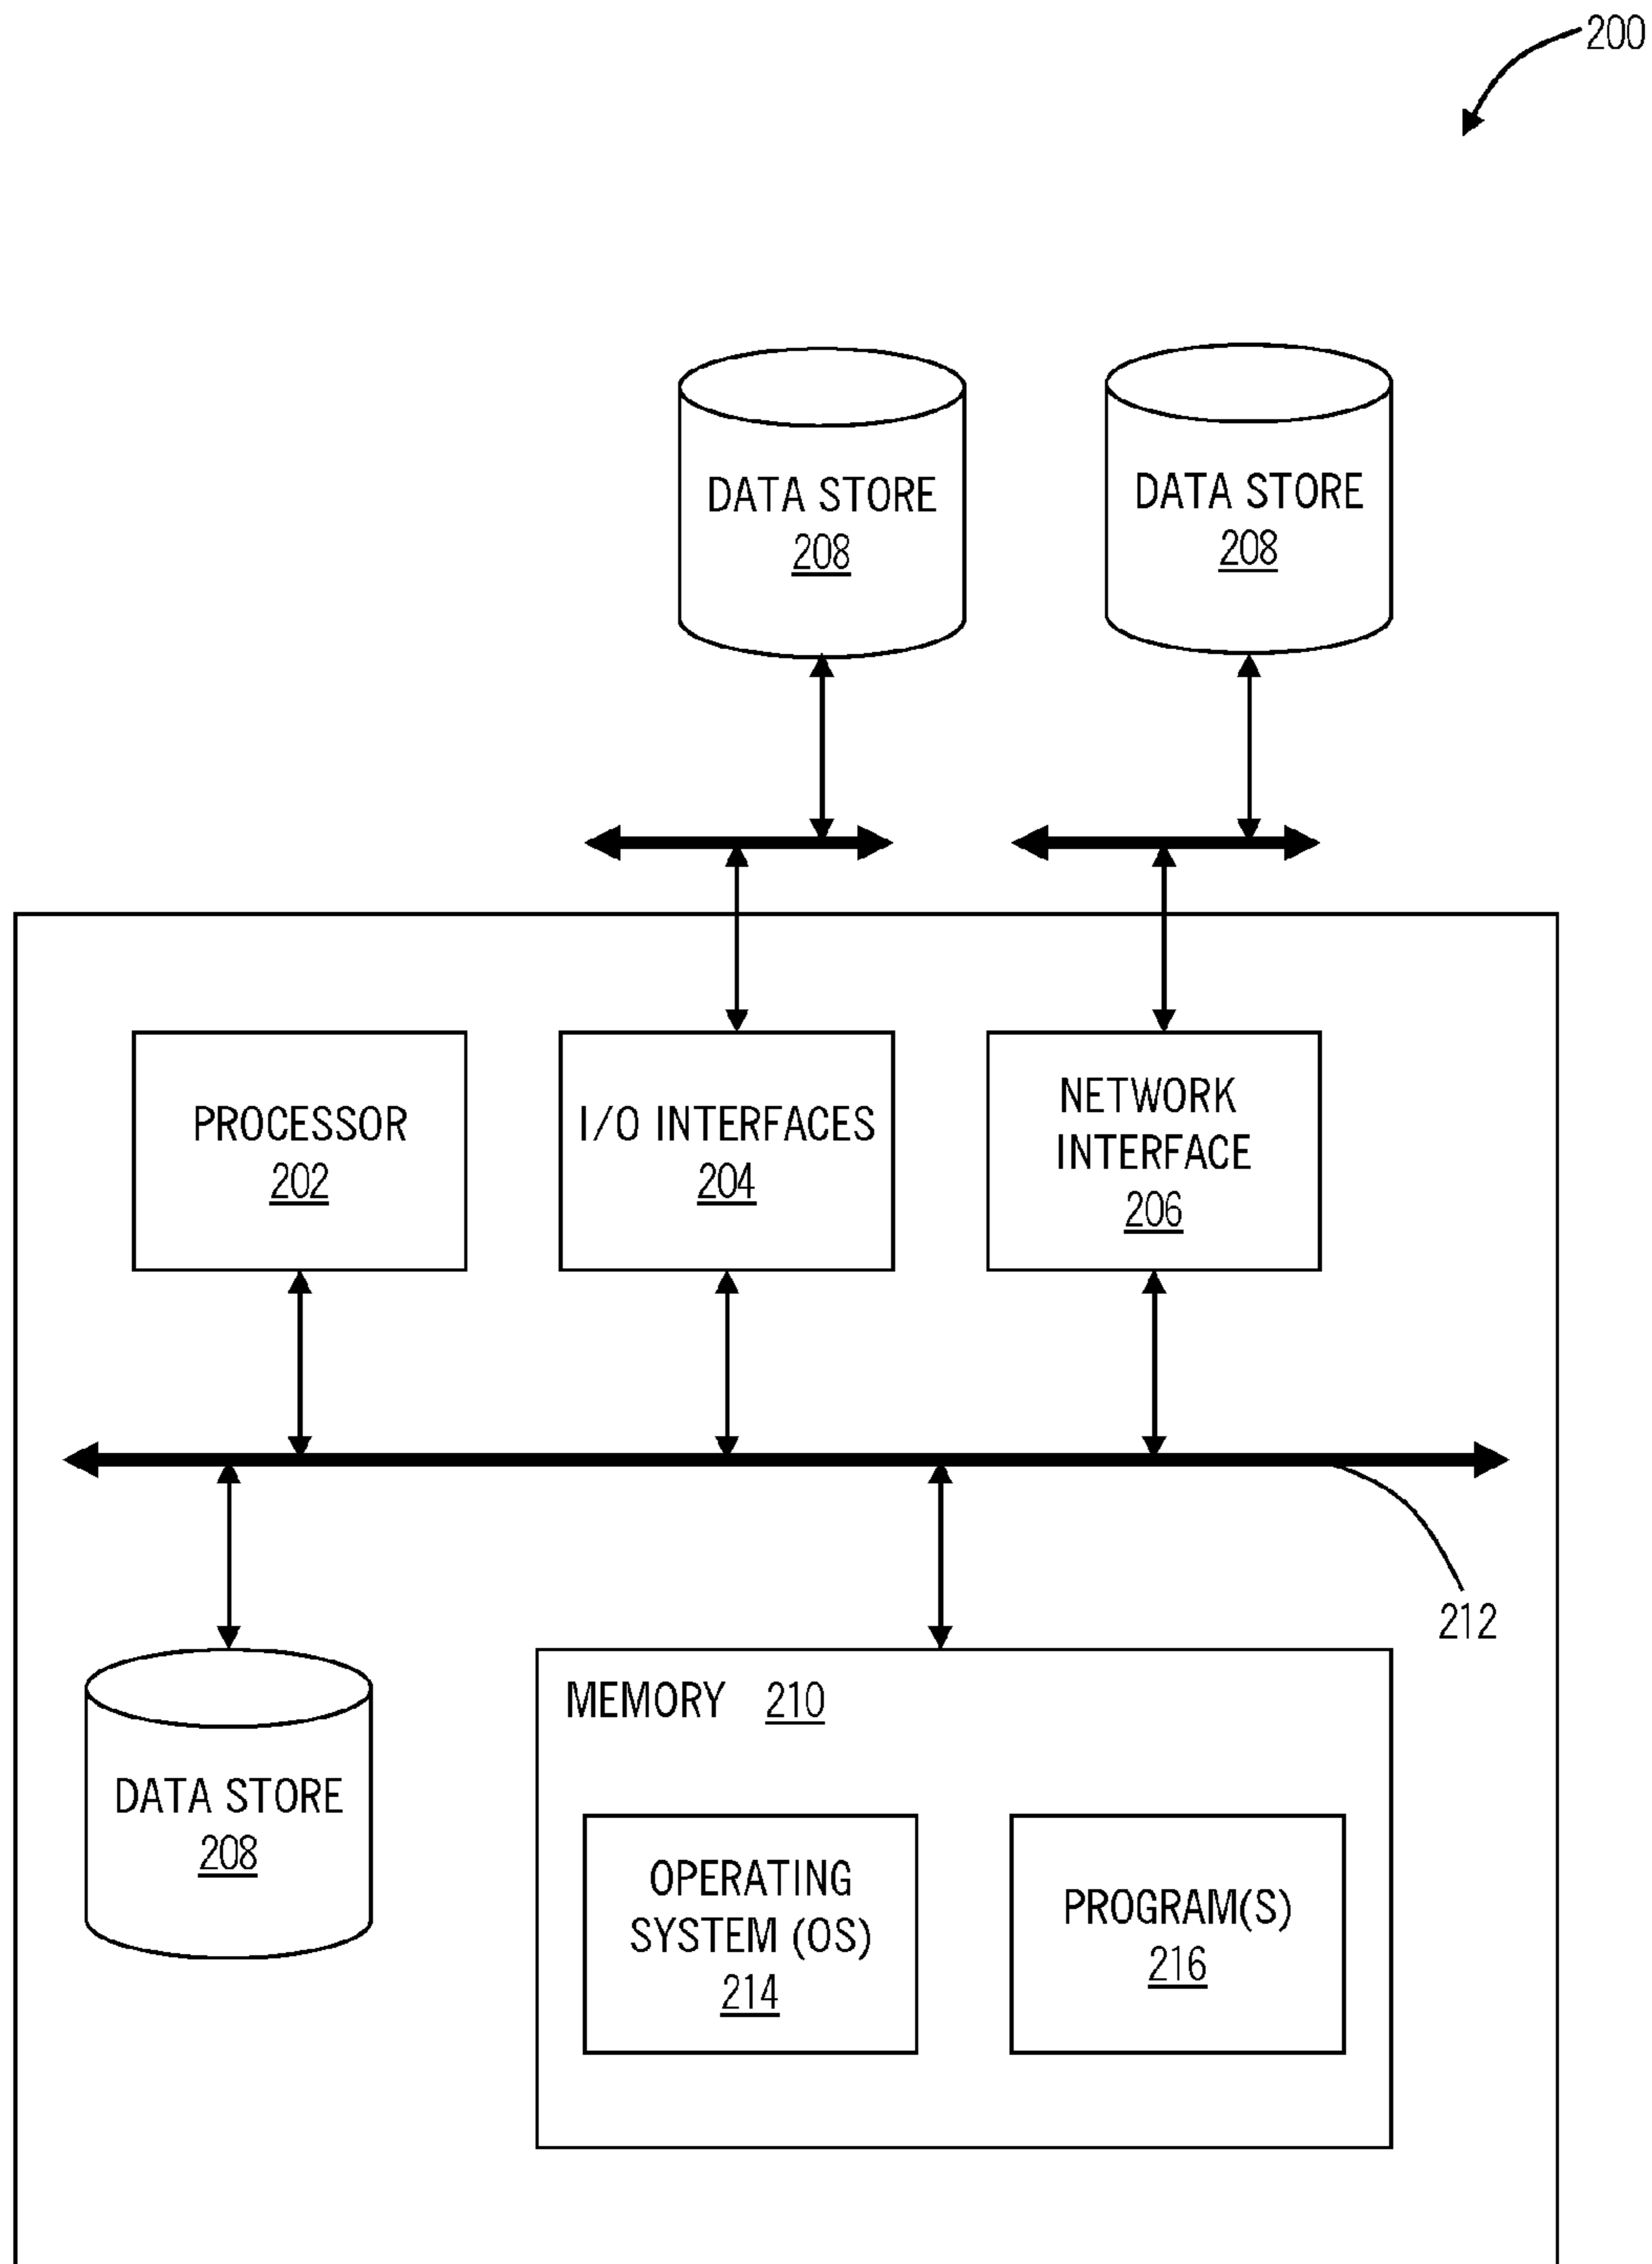 200
DATA STORE
208
DATA STORE
208
PROCESSOR
202
I/O INTERFACES
204
NETWORK
INTERFACE
206
212
DATA STORE
208
MEMORY 210
OPERATING
SYSTEM (OS)
214
PROGRAM(S)
216